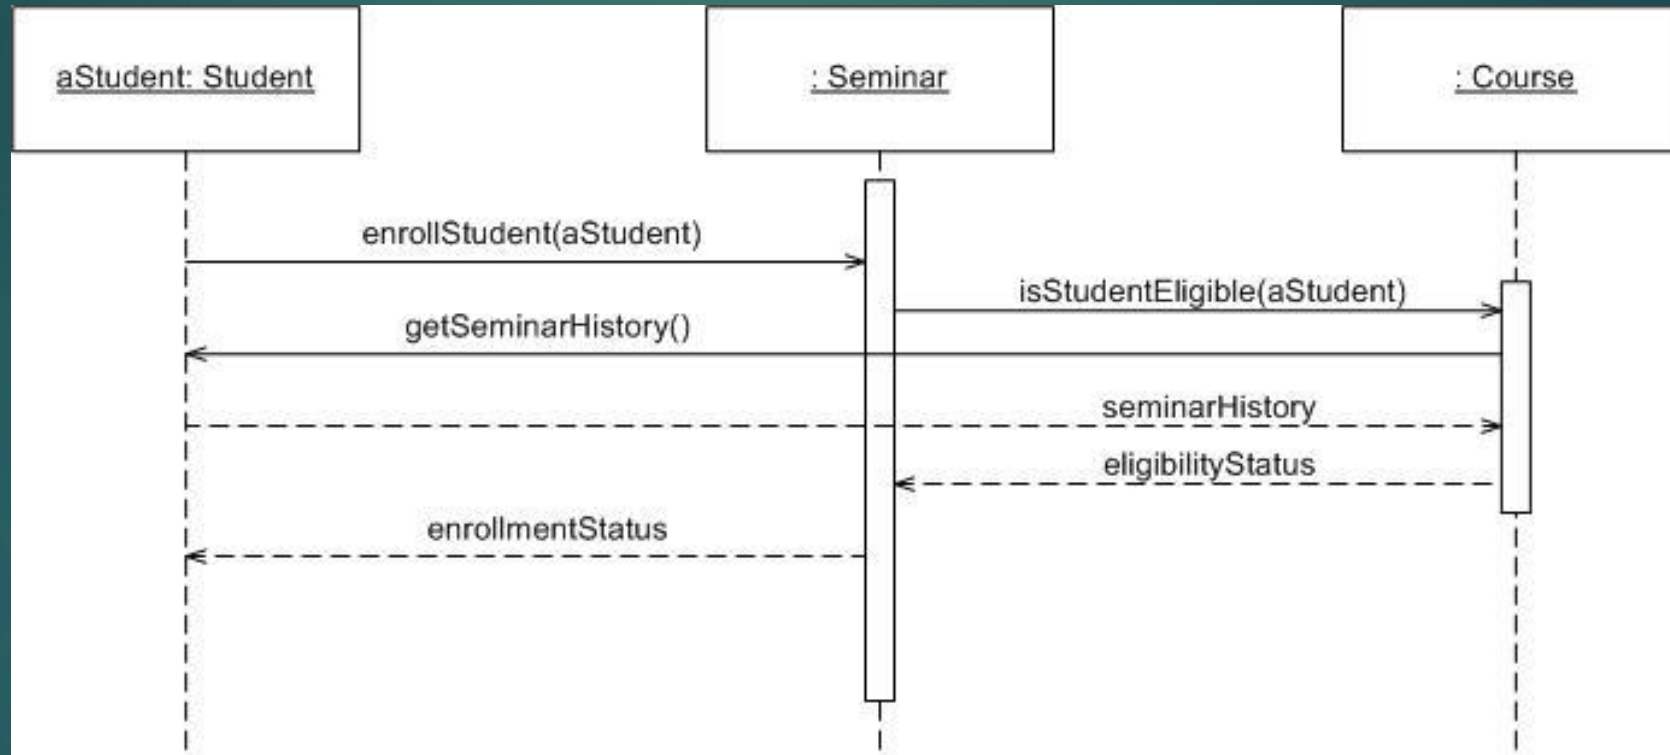 aStudent: Student
: Seminar
: Course
enrollStudent(aStudent)
isStudentEligible(aStudent)
getSeminarHistory()
seminarHistory
eligibilityStatus
enrollmentStatus